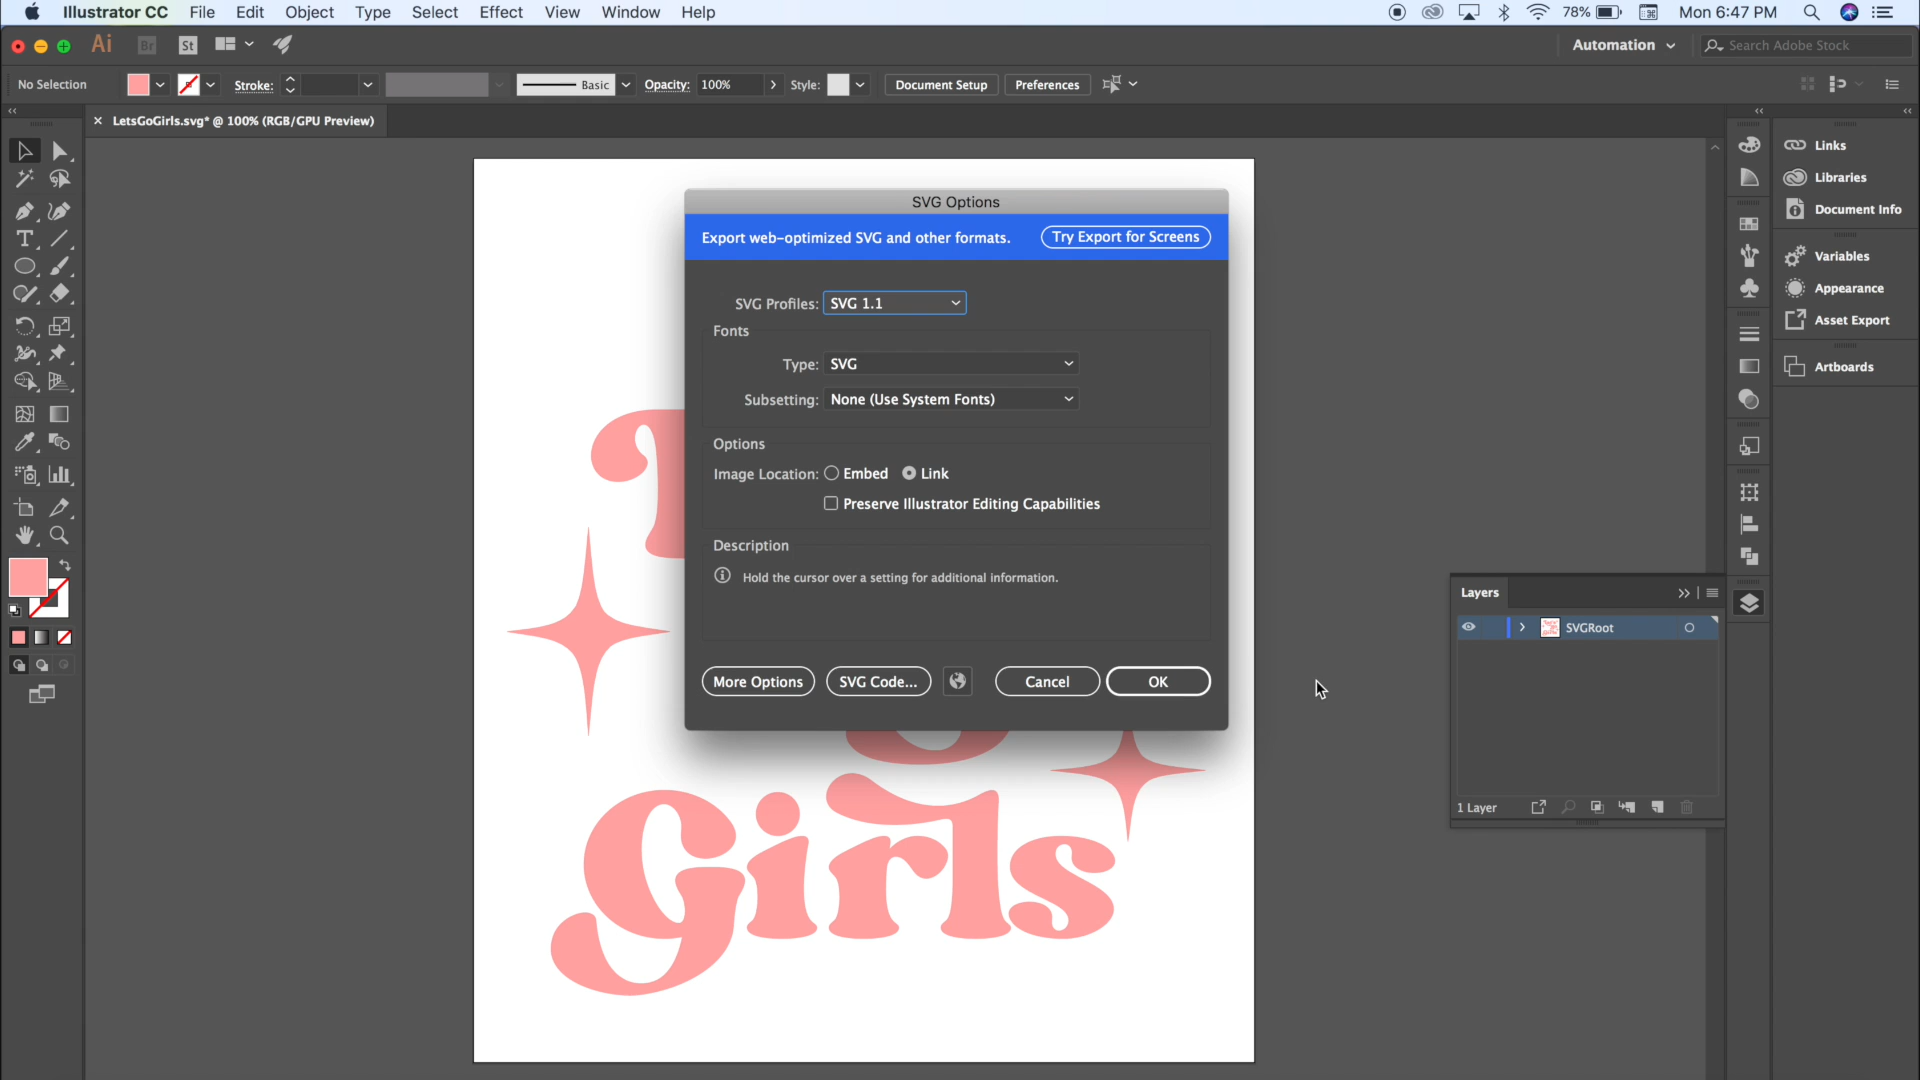 Illustrator CC File Edit Object Type Select Effect View Window Help 78% Mon 6:47 PM
Ai Br St Automation Search Adobe Stock
No Selection Stroke: Basic Opacity: 100% Style: Document Setup Preferences
LetsGoGirls.svg* @ 100% (RGB/GPU Preview)
SVG Options
Export web-optimized SVG and other formats. Try Export for Screens
SVG Profiles: SVG 1.1
Fonts
Type: SVG
Subsetting: None (Use System Fonts)
Options
Image Location: Embed Link
Preserve Illustrator Editing Capabilities
Description
Hold the cursor over a setting for additional information.
More Options SVG Code... Cancel OK
Girls
Links
Libraries
Document Info
Variables
Appearance
Asset Export
Artboards
Layers
SVGRoot
1 Layer